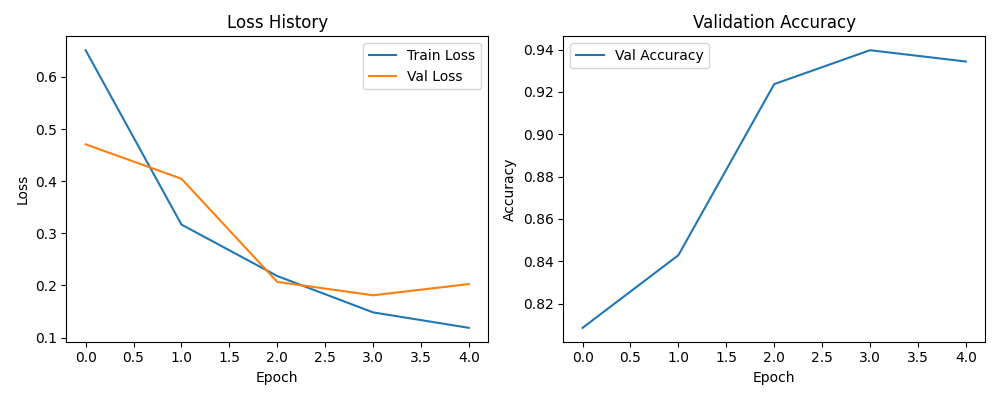 Loss History
Train Loss
Val Loss
0.6
0.5
0.4
0.3
0.2
0.1
Loss
0.0 0.5 1.0 1.5 2.0 2.5 3.0 3.5 4.0
Epoch
Validation Accuracy
Val Accuracy
0.94
0.92
0.90
0.88
0.86
0.84
0.82
Accuracy
0.0 0.5 1.0 1.5 2.0 2.5 3.0 3.5 4.0
Epoch